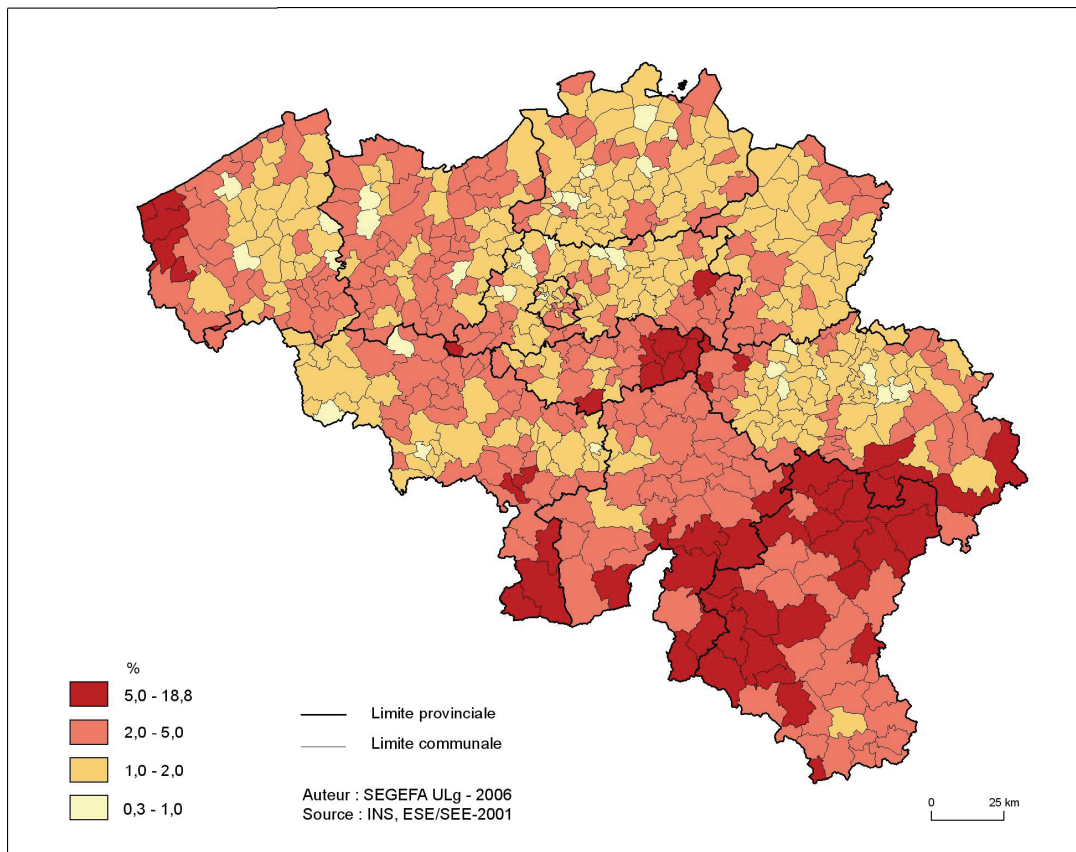 %
5,0 - 18,8
2,0 - 5,0
1,0 - 2,0
0,3 - 1,0
Limite provinciale
Limite communale
Auteur : SEGEFA ULg - 2006
Source : INS, ESE/SEE-2001
0 25 km